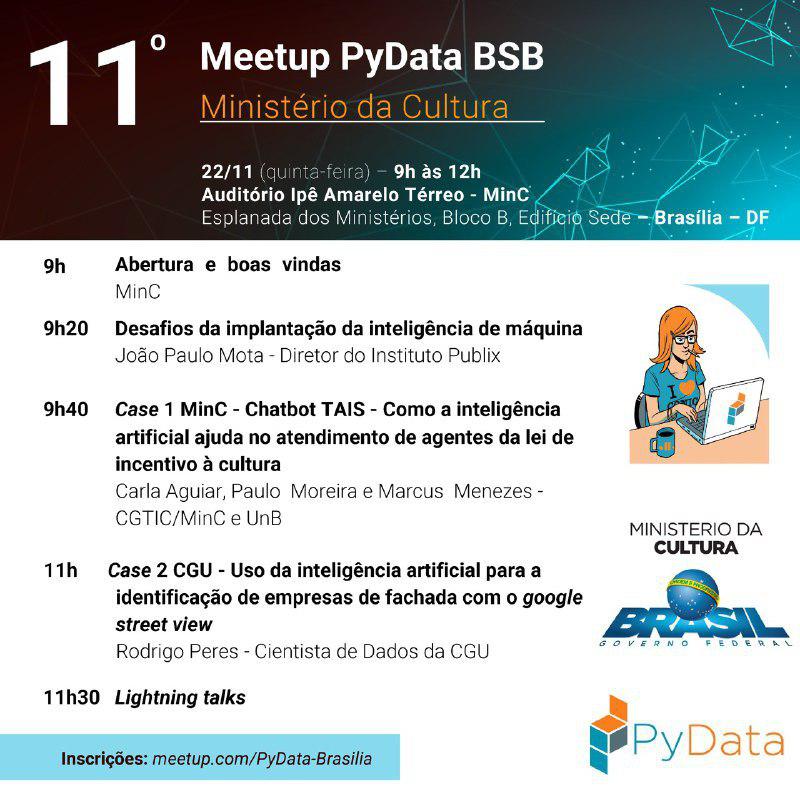 11º
Meetup PyData BSB
Ministério da Cultura
22/11 (quinta-feira) – 9h às 12h
Auditório Ipê Amarelo Térreo - MinC
Esplanada dos Ministérios, Bloco B, Edifício Sede – Brasília – DF
9h Abertura e boas vindas
MinC
9h20 Desafios da implantação da inteligência de máquina
João Paulo Mota - Diretor do Instituto Publix
9h40 Case 1 MinC - Chatbot TAIS - Como a inteligência
artificial ajuda no atendimento de agentes da lei de
incentivo à cultura
Carla Aguiar, Paulo Moreira e Marcus Menezes -
CGTIC/MinC e UnB
11h Case 2 CGU - Uso da inteligência artificial para a
identificação de empresas de fachada com o google
street view
Rodrigo Peres - Cientista de Dados da CGU
11h30 Lightning talks
Inscrições: meetup.com/PyData-Brasilia
I
MINISTERIO DA
CULTURA
BRASIL
GOVERNO FEDERAL
PyData